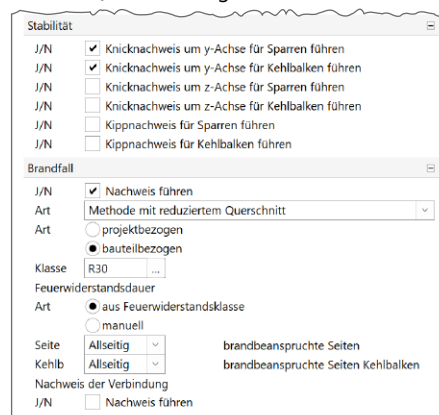 Stabilität
J/N Knicknachweis um y-Achse für Sparren führen
J/N Knicknachweis um y-Achse für Kehlbalken führen
J/N Knicknachweis um z-Achse für Sparren führen
J/N Knicknachweis um z-Achse für Kehlbalken führen
J/N Kippnachweis für Sparren führen
J/N Kippnachweis für Kehlbalken führen
Brandfall
J/N Nachweis führen
Art Methode mit reduziertem Querschnitt
Art projektbezogen
bauteilbezogen
Klasse R30 ...
Feuerwiderstandsdauer
Art aus Feuerwiderstandsklasse
manuell
Seite Allseitig brandbeanspruchte Seiten
Kehlb Allseitig brandbeanspruchte Seiten Kehlbalken
Nachweis der Verbindung
J/N Nachweis führen